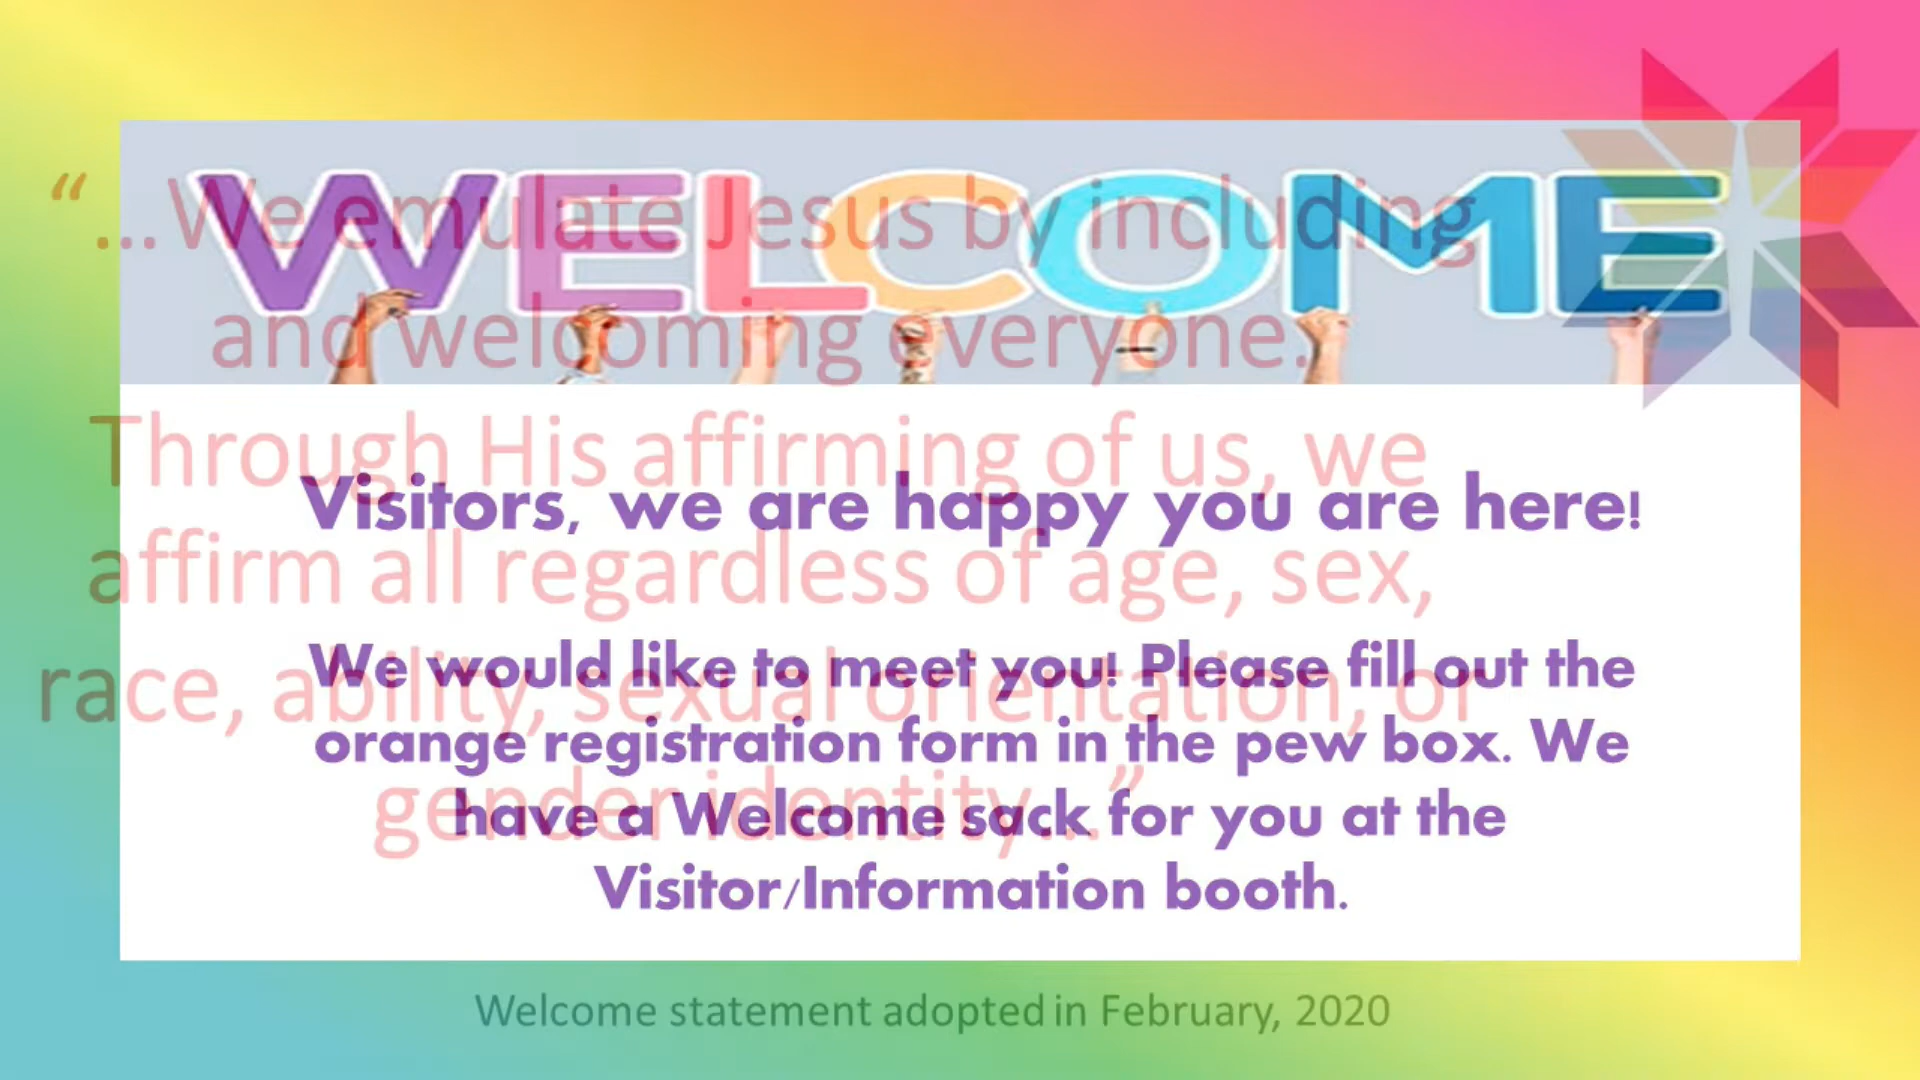 WELCOME
“ ...We emulate Jesus by including
and welcoming everyone.
Through His affirming of us, we
affirm all regardless of age, sex,
race, ability, sexual orientation, or
gender identity...”
Visitors, we are happy you are here!
We would like to meet you! Please fill out the
orange registration form in the pew box. We
have a Welcome sack for you at the
Visitor/Information booth.
Welcome statement adopted in February, 2020